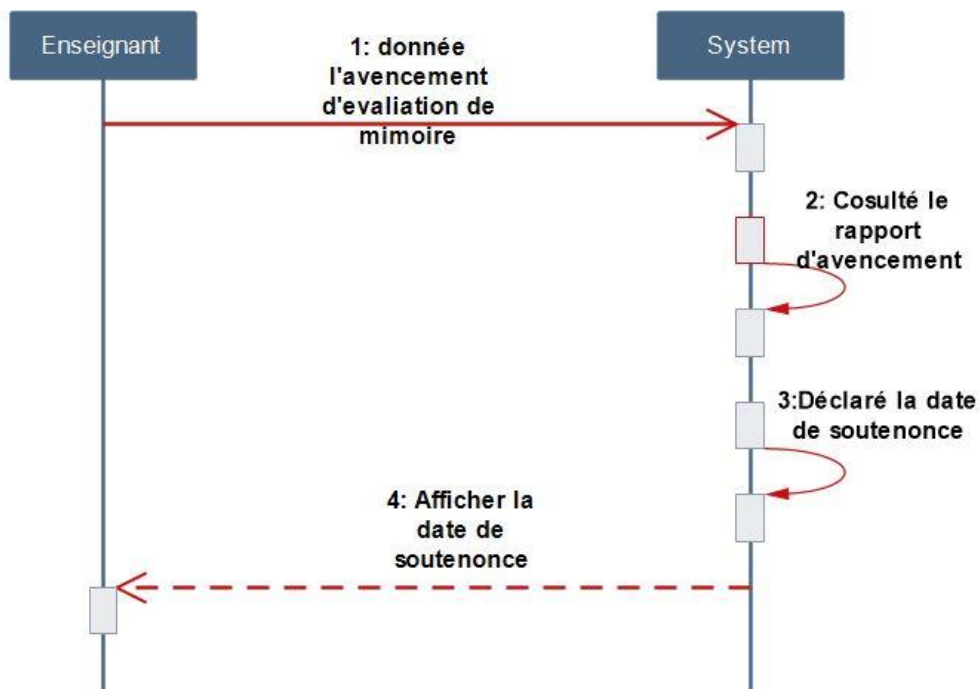 Enseignant
System
1: donnée
l'avencement
d'evaliation de
mimoire
2: Cosulté le
rapport
d'avencement
3:Déclaré la date
de soutenonce
4: Afficher la
date de
soutenonce